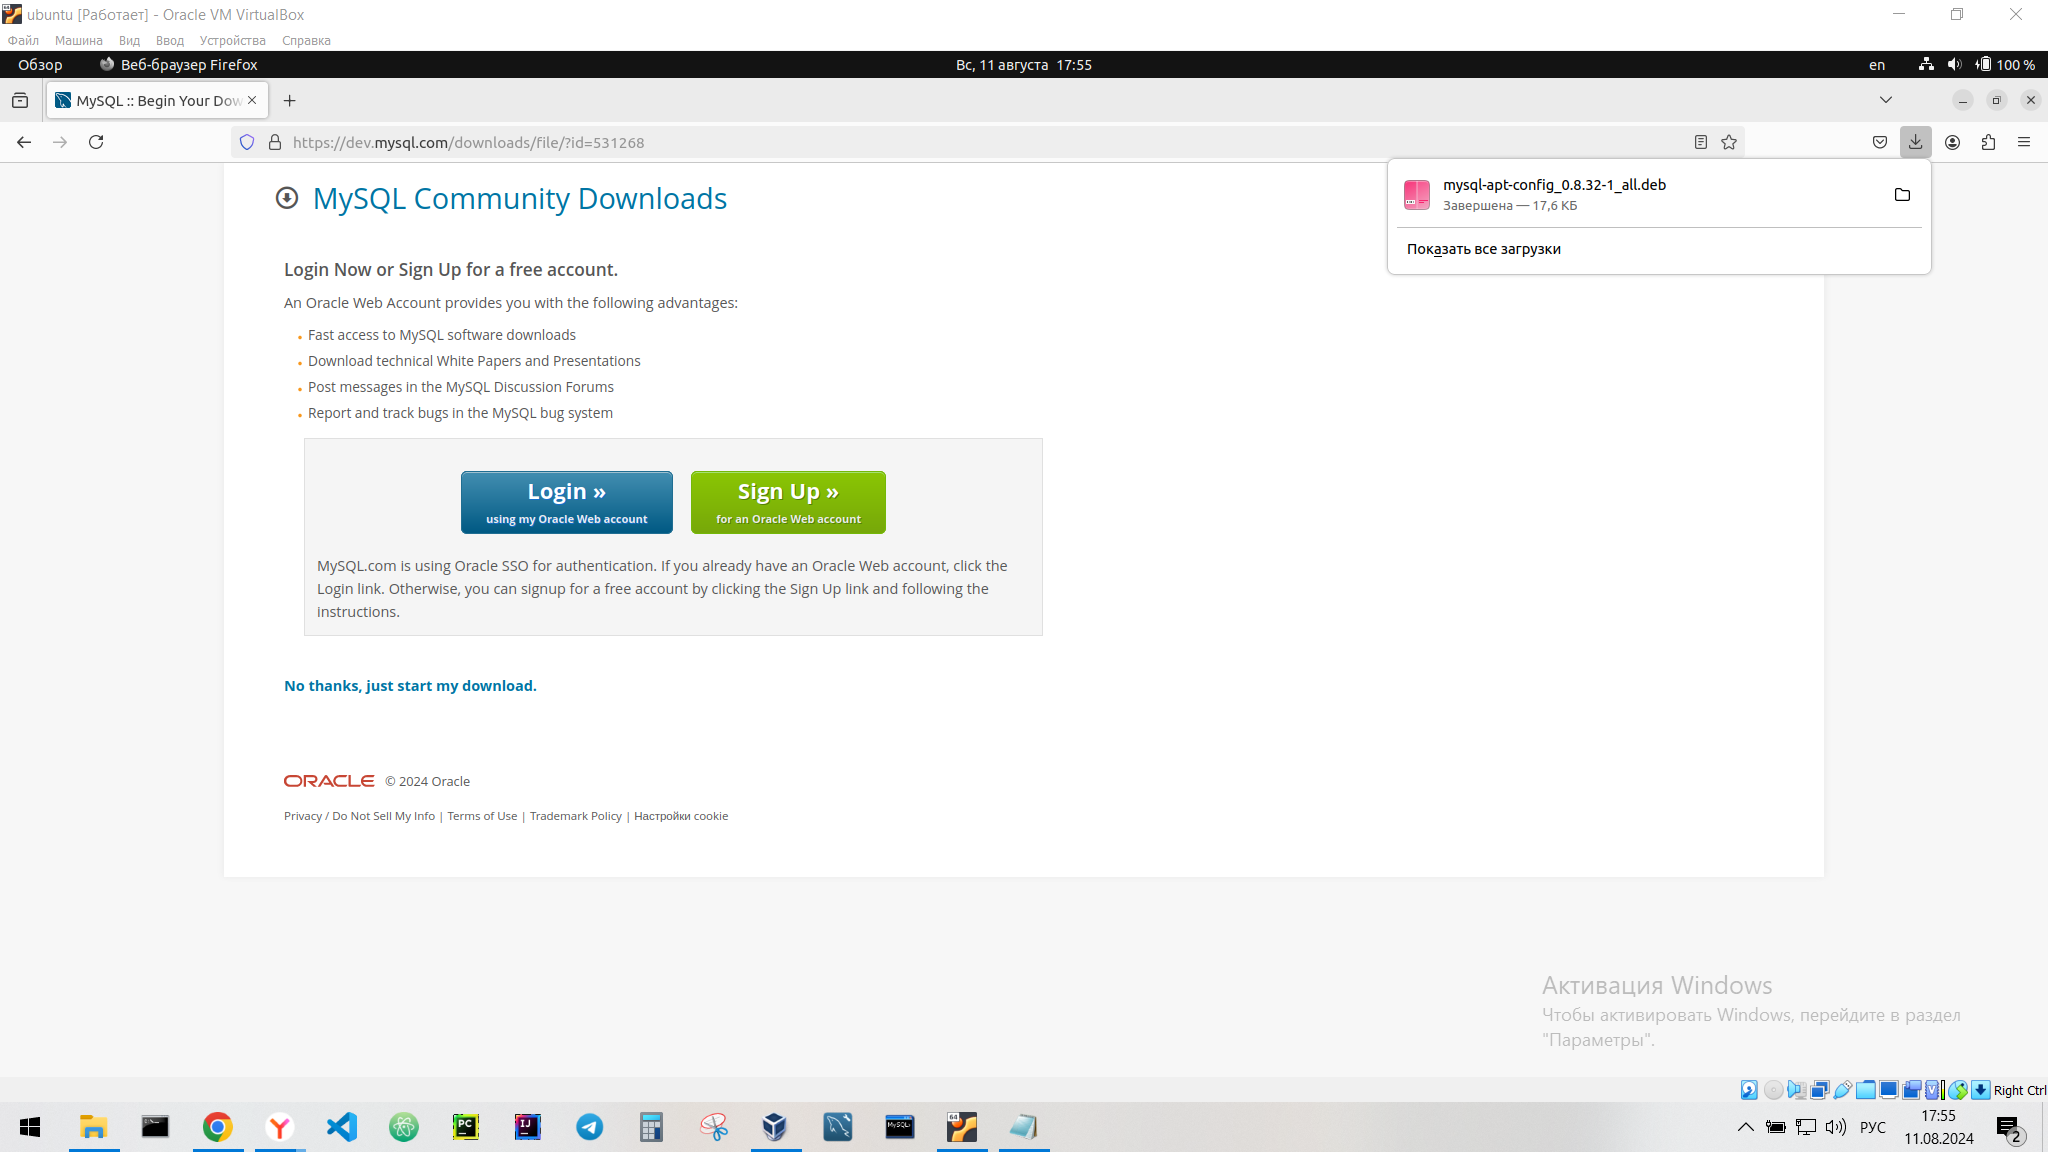 ubuntu [Работает] - Oracle VM VirtualBox
Файл Машина Вид Ввод Устройства Справка
Обзор Веб-браузер Firefox Вс, 11 августа 17:55 en 100 %
MySQL :: Begin Your Dow
https://dev.mysql.com/downloads/file/?id=531268
mysql-apt-config_0.8.32-1_all.deb
Завершена — 17,6 КБ
Показать все загрузки
MySQL Community Downloads
Login Now or Sign Up for a free account.
An Oracle Web Account provides you with the following advantages:
Fast access to MySQL software downloads
Download technical White Papers and Presentations
Post messages in the MySQL Discussion Forums
Report and track bugs in the MySQL bug system
Login » Sign Up »
using my Oracle Web account for an Oracle Web account
MySQL.com is using Oracle SSO for authentication. If you already have an Oracle Web account, click the
Login link. Otherwise, you can signup for a free account by clicking the Sign Up link and following the
instructions.
No thanks, just start my download.
ORACLE © 2024 Oracle
Privacy / Do Not Sell My Info | Terms of Use | Trademark Policy | Настройки cookie
Активация Windows
Чтобы активировать Windows, перейдите в раздел
"Параметры".
Right Ctrl
РУС 17:55
11.08.2024 2